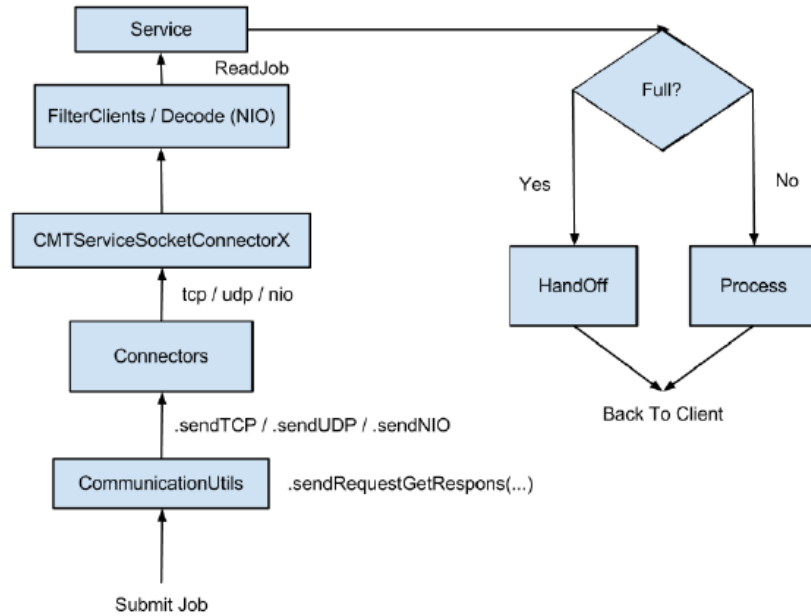 Service
ReadJob
FilterClients / Decode (NIO)
CMTServiceSocketConnectorX
tcp / udp / nio
Connectors
.sendTCP / .sendUDP / .sendNIO
CommunicationUtils
.sendRequestGetRespons(...)
Submit Job
Full?
Yes
No
HandOff
Process
Back To Client